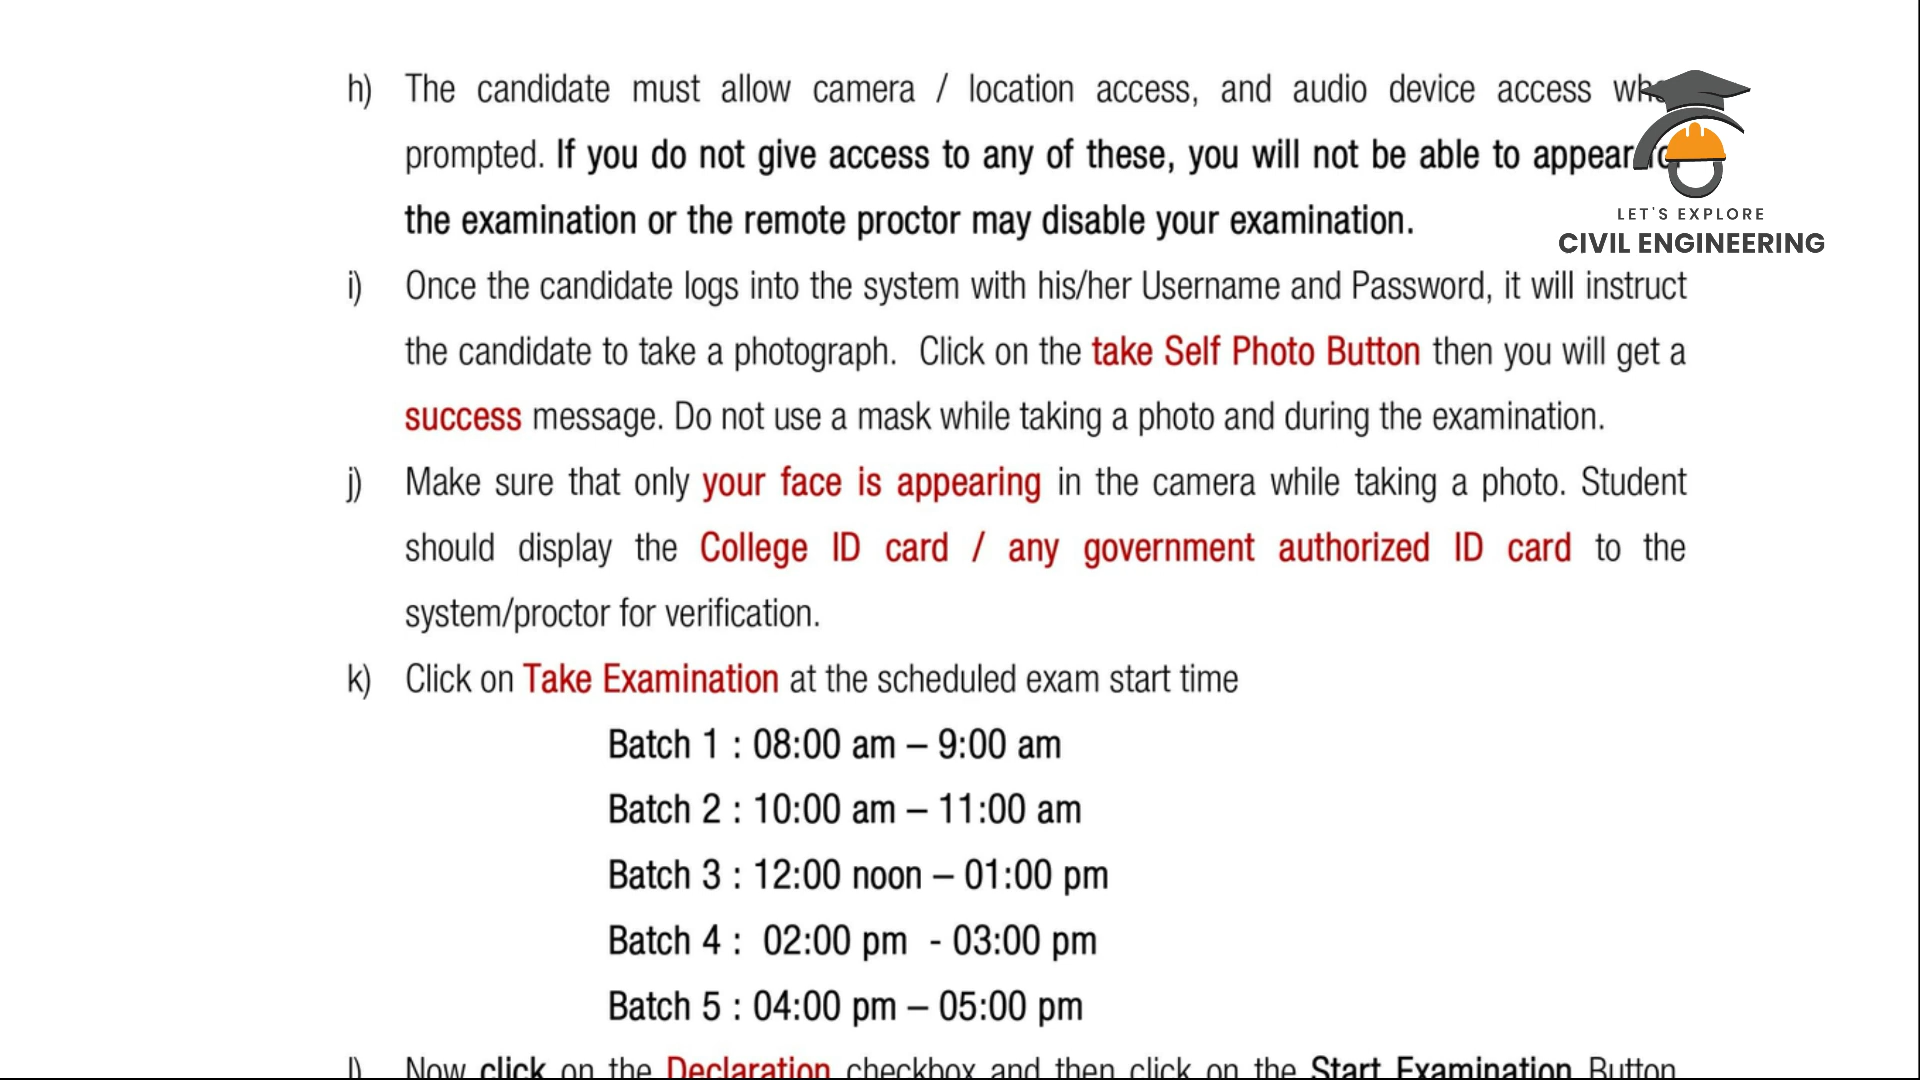 h) The candidate must allow camera / location access, and audio device access
prompted. If you do not give access to any of these, you will not be able to appear
the examination or the remote proctor may disable your examination.
LET'S EXPLORE
CIVIL ENGINEERING
i) Once the candidate logs into the system with his/her Username and Password, it will instruct
the candidate to take a photograph. Click on the take Self Photo Button then you will get a
success message. Do not use a mask while taking a photo and during the examination.
j) Make sure that only your face is appearing in the camera while taking a photo. Student
should display the College ID card / any government authorized ID card to the
system/proctor for verification.
k) Click on Take Examination at the scheduled exam start time
Batch 1 : 08:00 am – 9:00 am
Batch 2 : 10:00 am – 11:00 am
Batch 3 : 12:00 noon – 01:00 pm
Batch 4 : 02:00 pm - 03:00 pm
Batch 5 : 04:00 pm – 05:00 pm
l) Now click on the Declaration checkbox and then click on the Start Examination Button